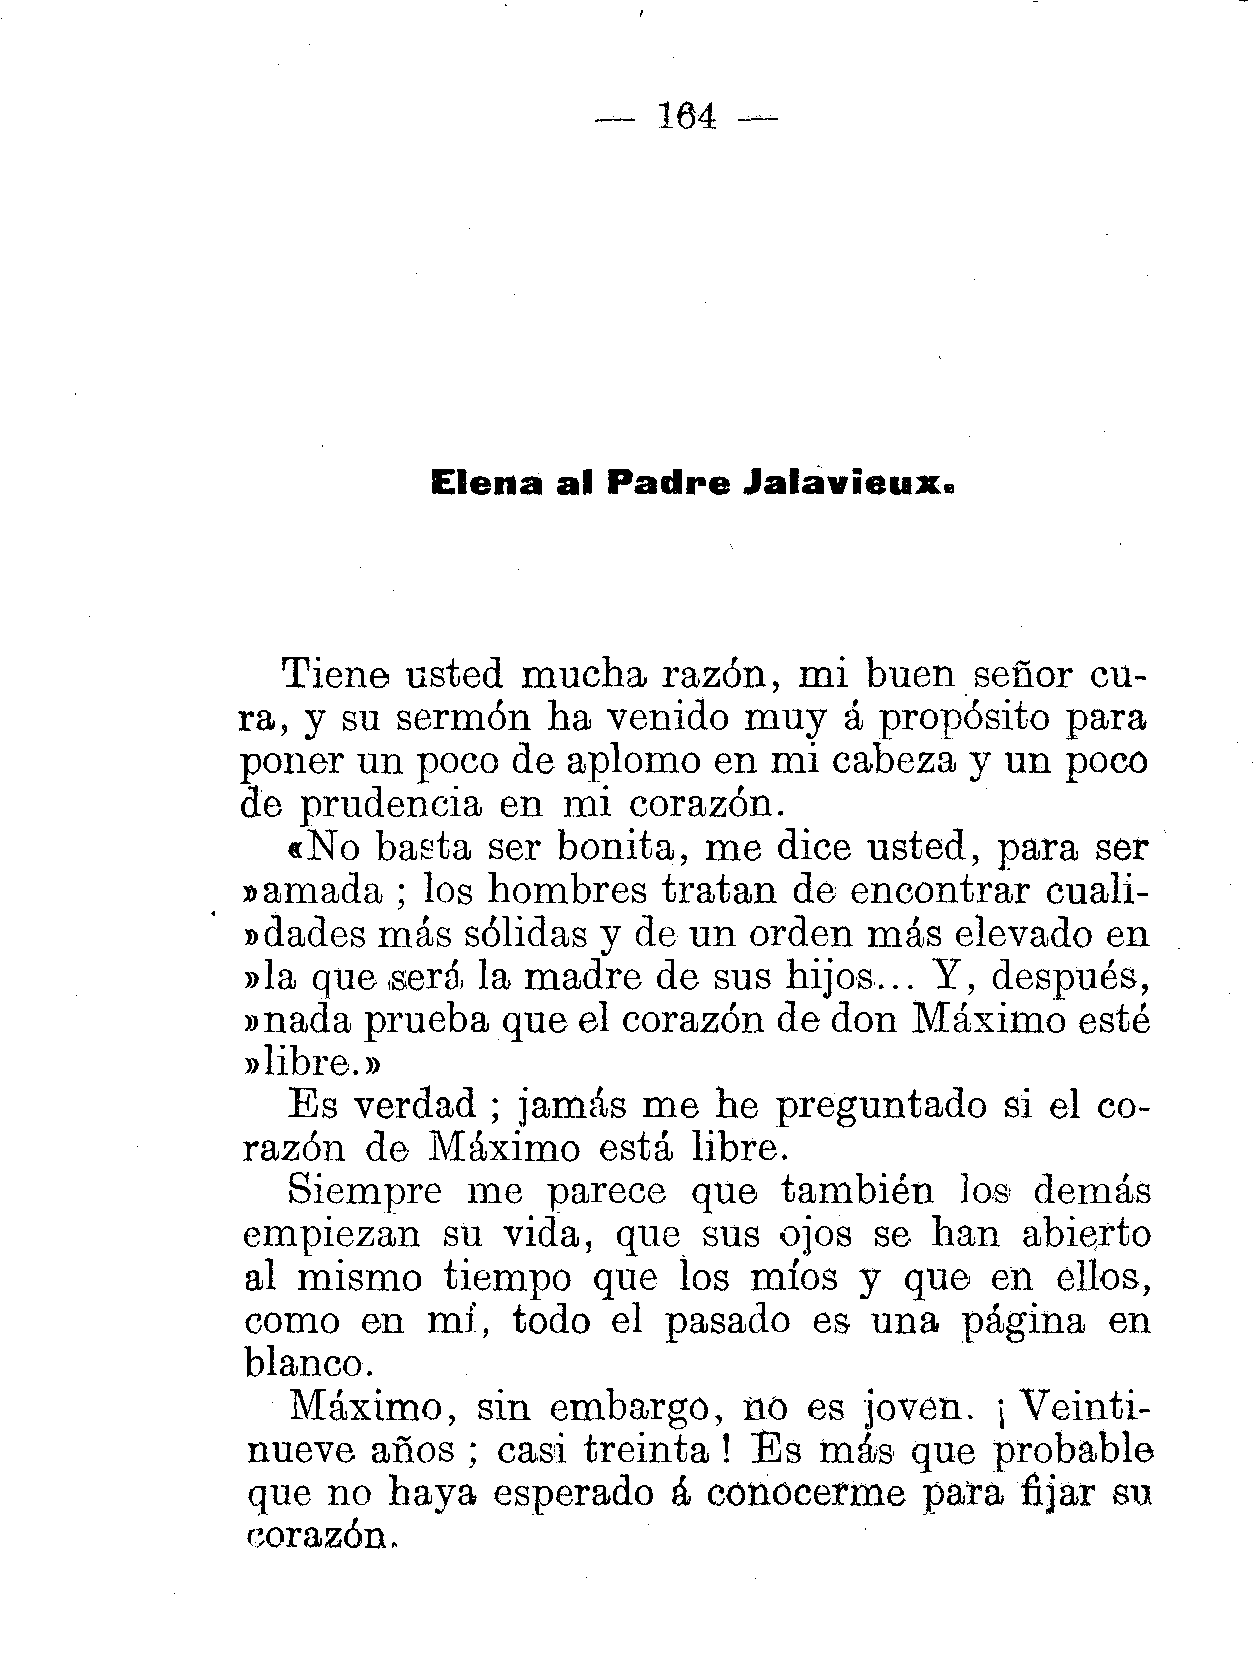 — 164 —
Elena al Padre Jalavieux.
Tiene usted mucha razón, mi buen señor cu-
ra, y su sermón ha venido muy á propósito para
poner un poco de aplomo en mi cabeza y un poco
de prudencia en mi corazón.
«No basta ser bonita, me dice usted, para ser
»amada ; los hombres tratan de encontrar cuali-
»dades más sólidas y de un orden más elevado en
»la que será la madre de sus hijos... Y, después,
»nada prueba que el corazón de don Máximo esté
»libre.»
Es verdad ; jamás me he preguntado si el co-
razón de Máximo está libre.
Siempre me parece que también los demás
empiezan su vida, que sus ojos se han abierto
al mismo tiempo que los míos y que en ellos,
como en mí, todo el pasado es una página en
blanco.
Máximo, sin embargo, no es joven. ¡ Veinti-
nueve años ; casi treinta ! Es más que probable
que no haya esperado á conocerme para fijar su
corazón.